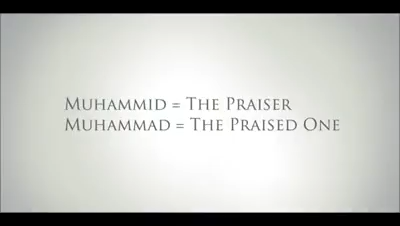 Muhammid = The Praiser
Muhammad = The Praised One